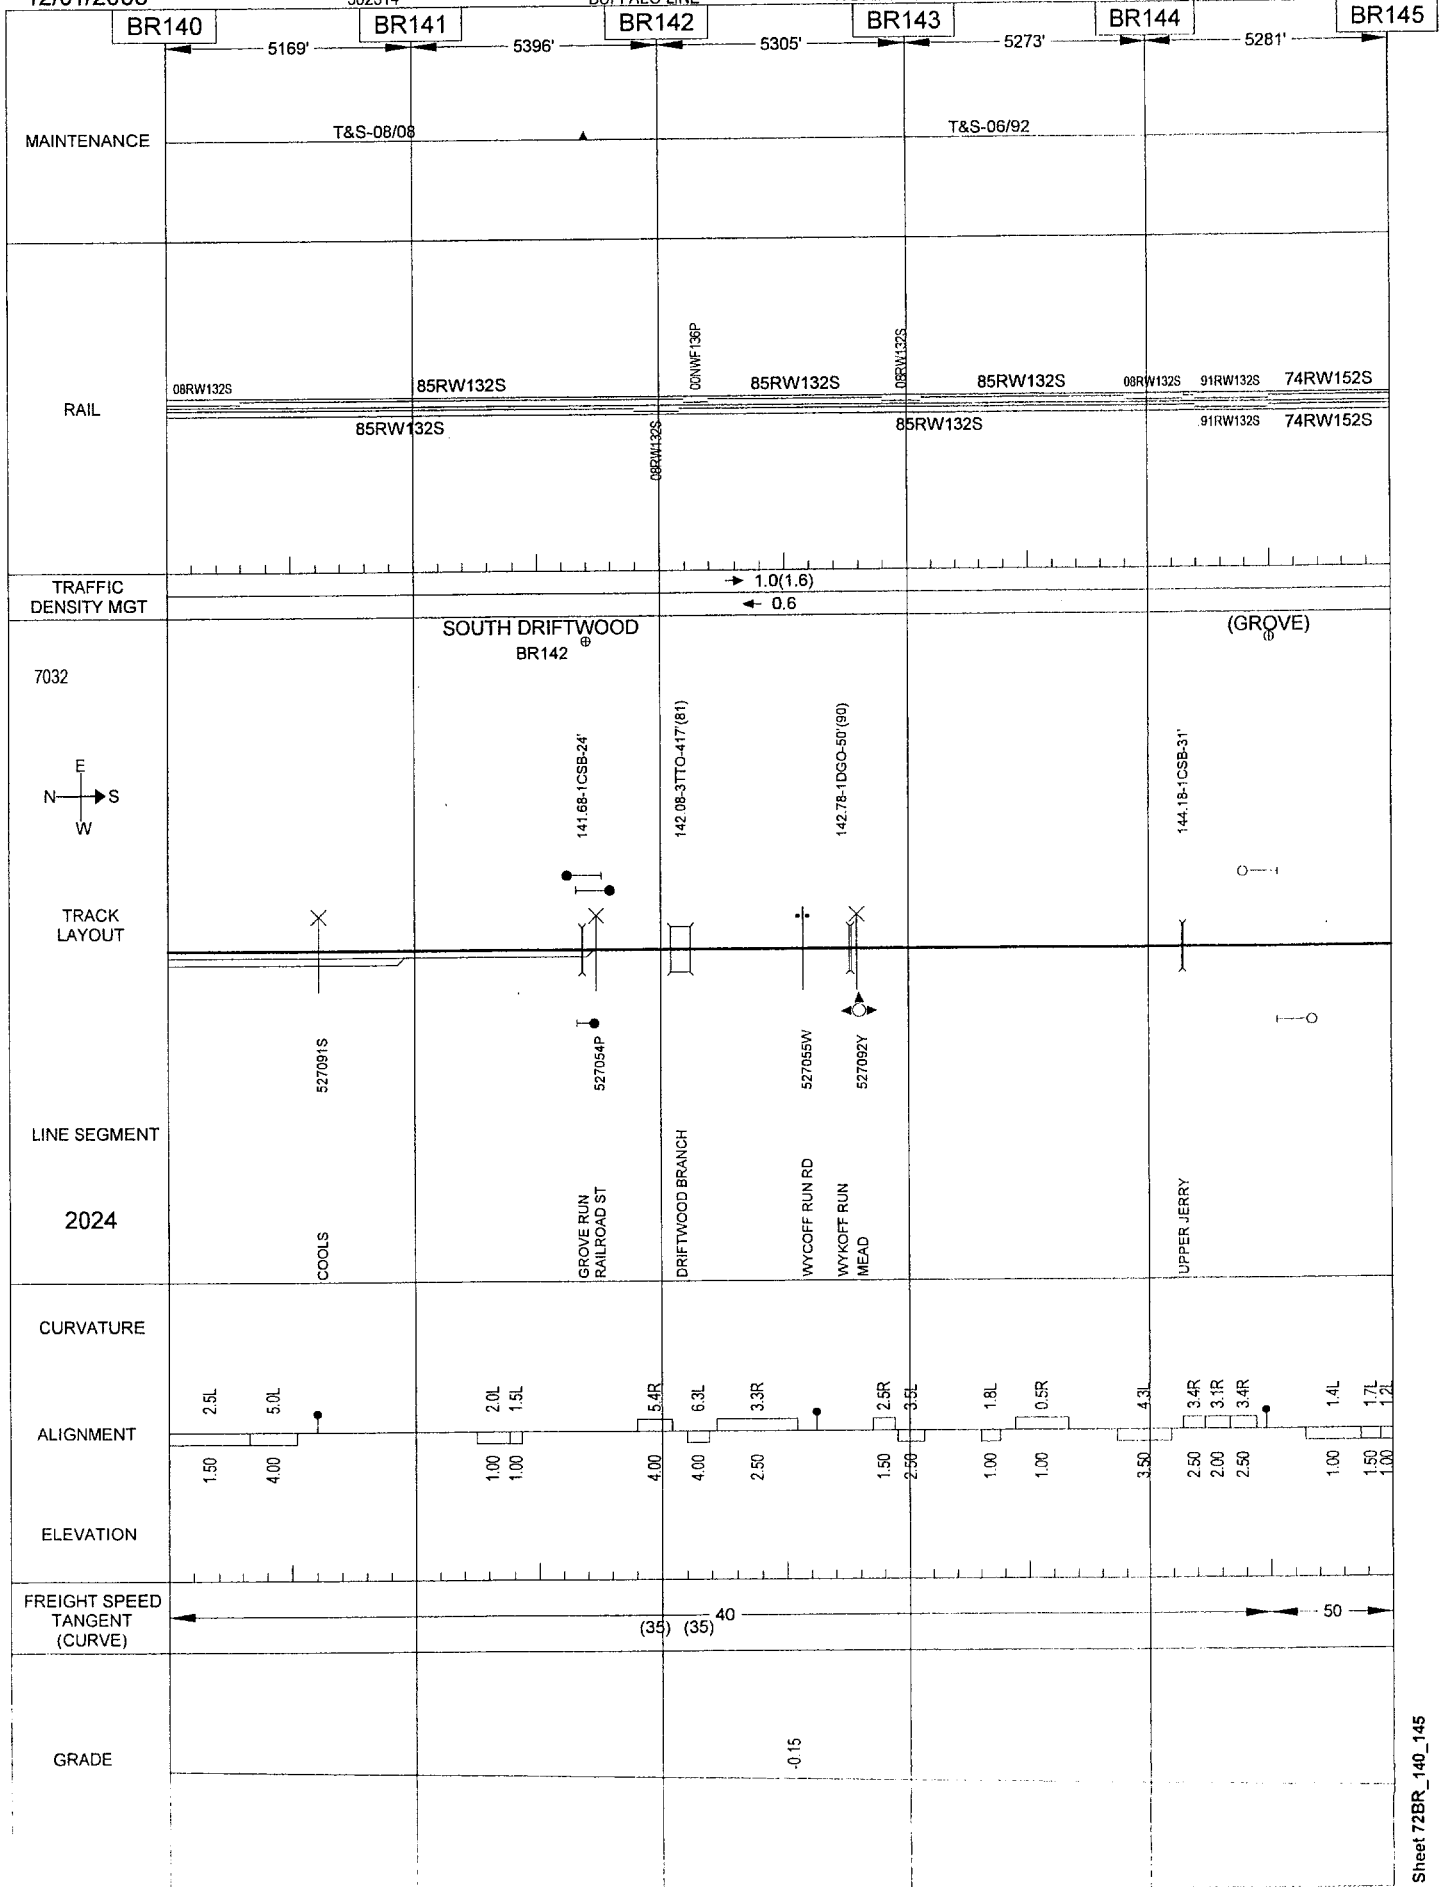 BR140 BR141 BR142 BR143 BR144 BR145
5169' 5396' 5305' 5273' 5281'
MAINTENANCE
T&S-08/08 T&S-06/92
RAIL
08RW132S 85RW132S 00NWF136P 85RW132S 08RW132S 85RW132S 08RW132S 91RW132S 74RW152S
85RW132S 08RW132S 85RW132S 91RW132S 74RW152S
TRAFFIC
DENSITY MGT
1.0(1.6)
0.6
SOUTH DRIFTWOOD
BR142
(GROVE)
7032
E
N S
W
141.68-1CSB-24'
142.08-3TTO-417'(81)
142.78-1DGO-50'(90)
144.18-1CSB-31'
TRACK
LAYOUT
527091S
527054P
527055W
527092Y
LINE SEGMENT
2024
COOLS
GROVE RUN
RAILROAD ST
DRIFTWOOD BRANCH
WYCOFF RUN RD
WYKOFF RUN
MEAD
UPPER JERRY
CURVATURE
2.5L 5.0L 2.0L 1.5L 5.4R 6.3L 3.3R 2.5R 3.5L 1.8L 0.5R 4.3L 3.4R 3.1R 3.4R 1.4L 1.7L 1.2L
ALIGNMENT
1.50 4.00 1.00 1.00 4.00 4.00 2.50 1.50 2.50 1.00 1.00 3.50 2.50 2.00 2.50 1.00 1.50 1.00
ELEVATION
FREIGHT SPEED
TANGENT
(CURVE)
40 50
(35) (35)
GRADE
-0.15
Sheet 72BR_140_145